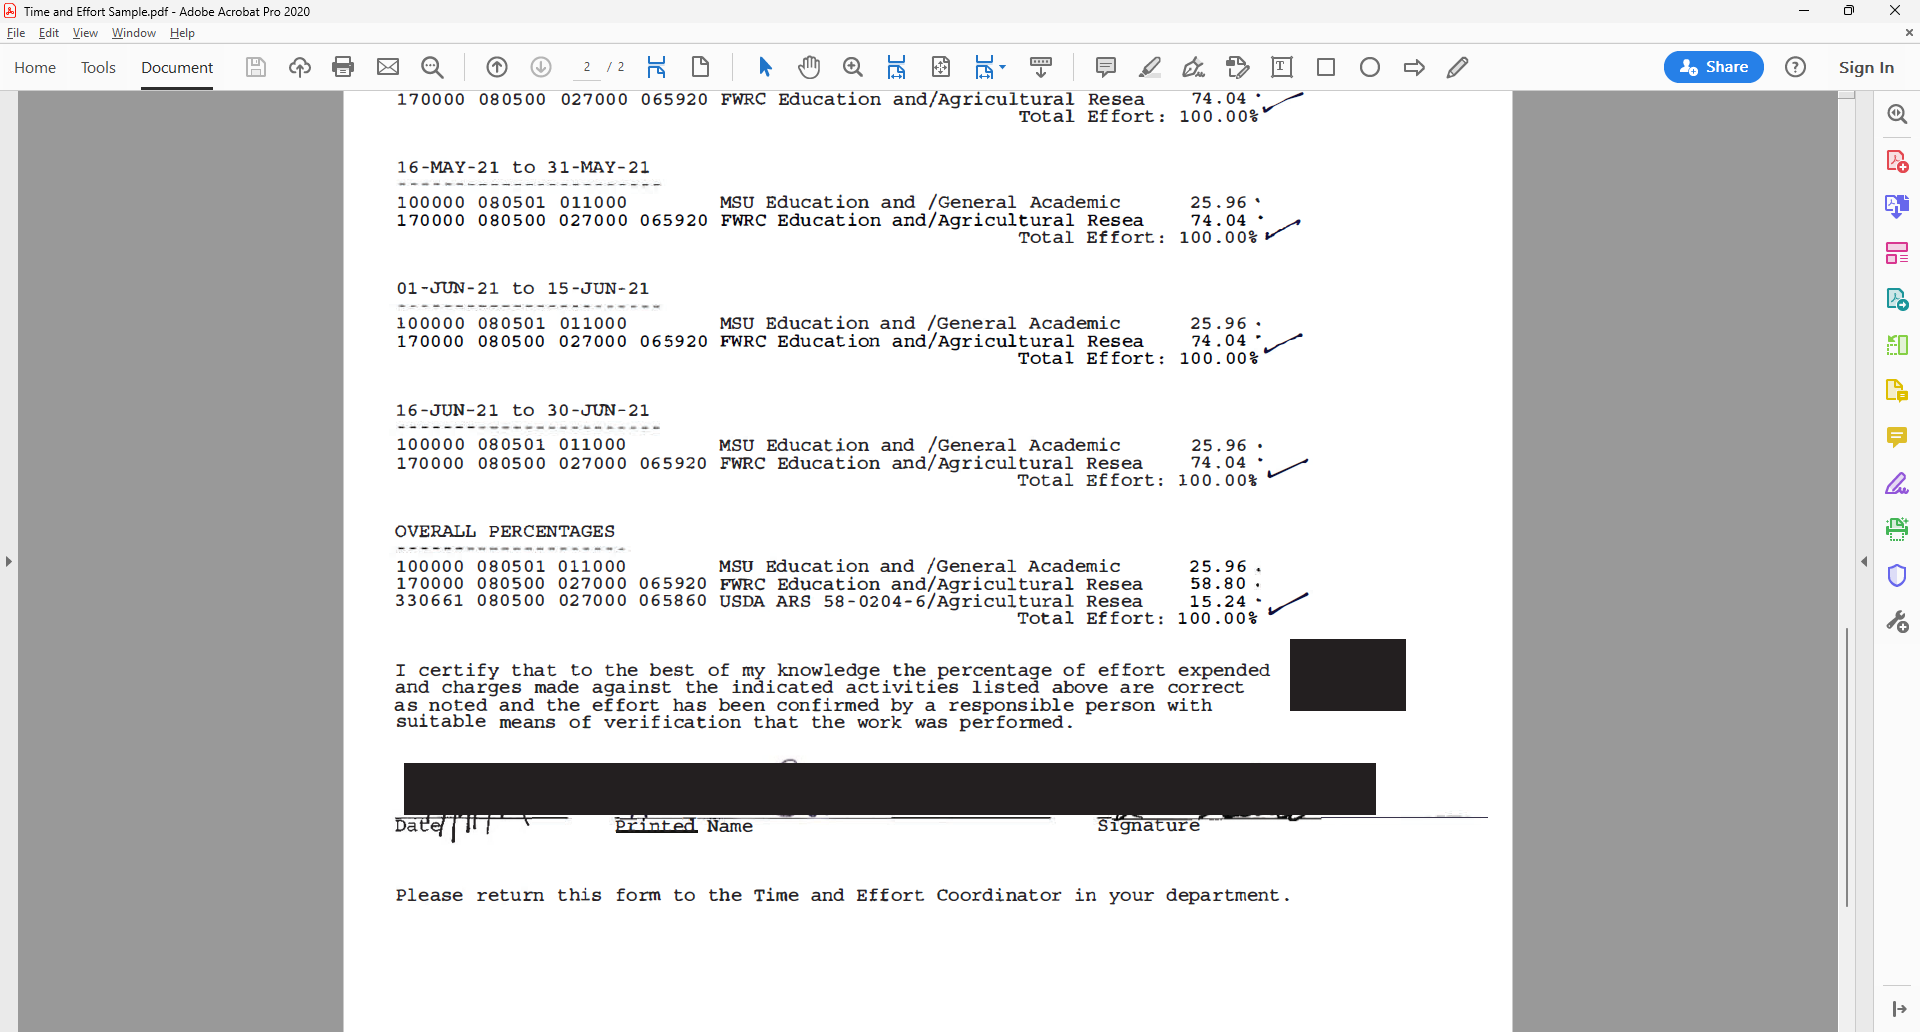 Time and Effort Sample.pdf - Adobe Acrobat Pro 2020
File Edit View Window Help
Home Tools Document 2 / 2 Share Sign In
170000 080500 027000 065920 FWRC Education and/Agricultural Resea 74.04
Total Effort: 100.00%
16-MAY-21 to 31-MAY-21
100000 080501 011000 MSU Education and /General Academic 25.96
170000 080500 027000 065920 FWRC Education and/Agricultural Resea 74.04
Total Effort: 100.00%
01-JUN-21 to 15-JUN-21
100000 080501 011000 MSU Education and /General Academic 25.96
170000 080500 027000 065920 FWRC Education and/Agricultural Resea 74.04
Total Effort: 100.00%
16-JUN-21 to 30-JUN-21
100000 080501 011000 MSU Education and /General Academic 25.96
170000 080500 027000 065920 FWRC Education and/Agricultural Resea 74.04
Total Effort: 100.00%
OVERALL PERCENTAGES
100000 080501 011000 MSU Education and /General Academic 25.96
170000 080500 027000 065920 FWRC Education and/Agricultural Resea 58.80
330661 080500 027000 065860 USDA ARS 58-0204-6/Agricultural Resea 15.24
Total Effort: 100.00%
I certify that to the best of my knowledge the percentage of effort expended
and charges made against the indicated activities listed above are correct
as noted and the effort has been confirmed by a responsible person with
suitable means of verification that the work was performed.
Date Printed Name Signature
Please return this form to the Time and Effort Coordinator in your department.